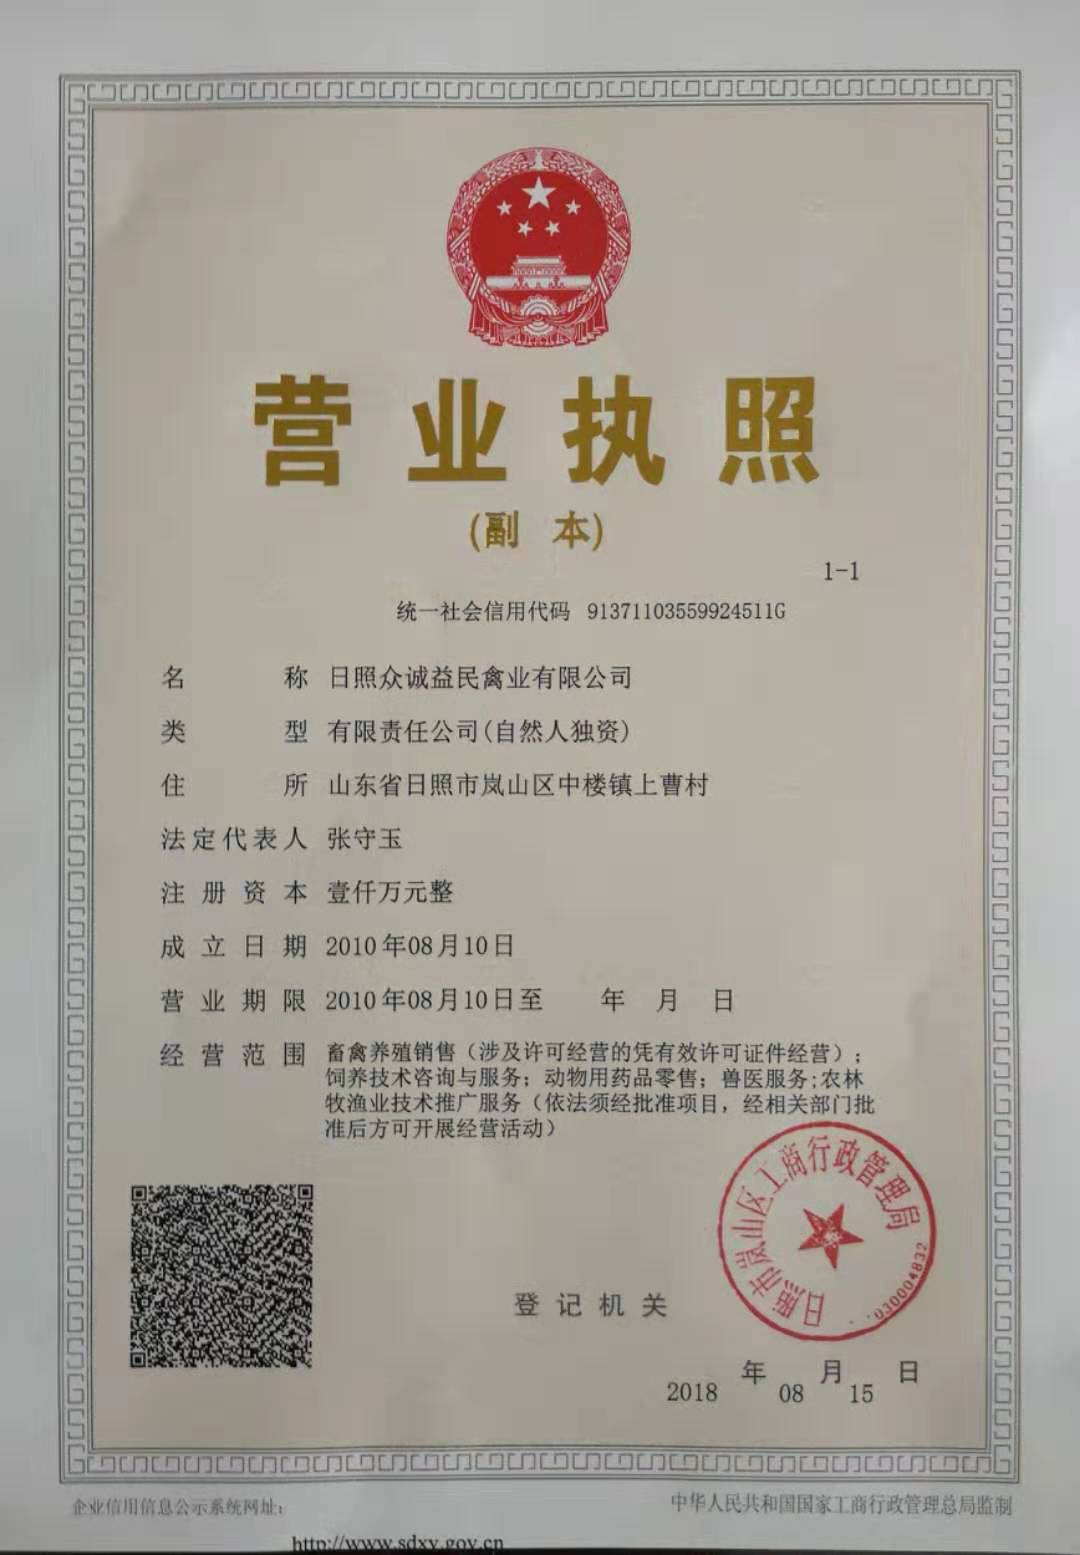 营业执照
(副 本)
1-1
统一社会信用代码 91371103559924511G
名 称 日照众诚益民禽业有限公司
类 型 有限责任公司(自然人独资)
住 所 山东省日照市岚山区中楼镇上曹村
法定代表人 张守玉
注册资本 壹仟万元整
成立日期 2010年08月10日
营业期限 2010年08月10日至 年 月 日
经营范围 畜禽养殖销售（涉及许可经营的凭有效许可证件经营）；
饲养技术咨询与服务；动物用药品零售；兽医服务;农林
牧渔业技术推广服务（依法须经批准项目，经相关部门批
准后方可开展经营活动）
日照市岚山区工商行政管理局
030004832
登记机关
2018 年 08 月 15 日
企业信用信息公示系统网址：
http://www.sdxy.gov.cn
中华人民共和国国家工商行政管理总局监制